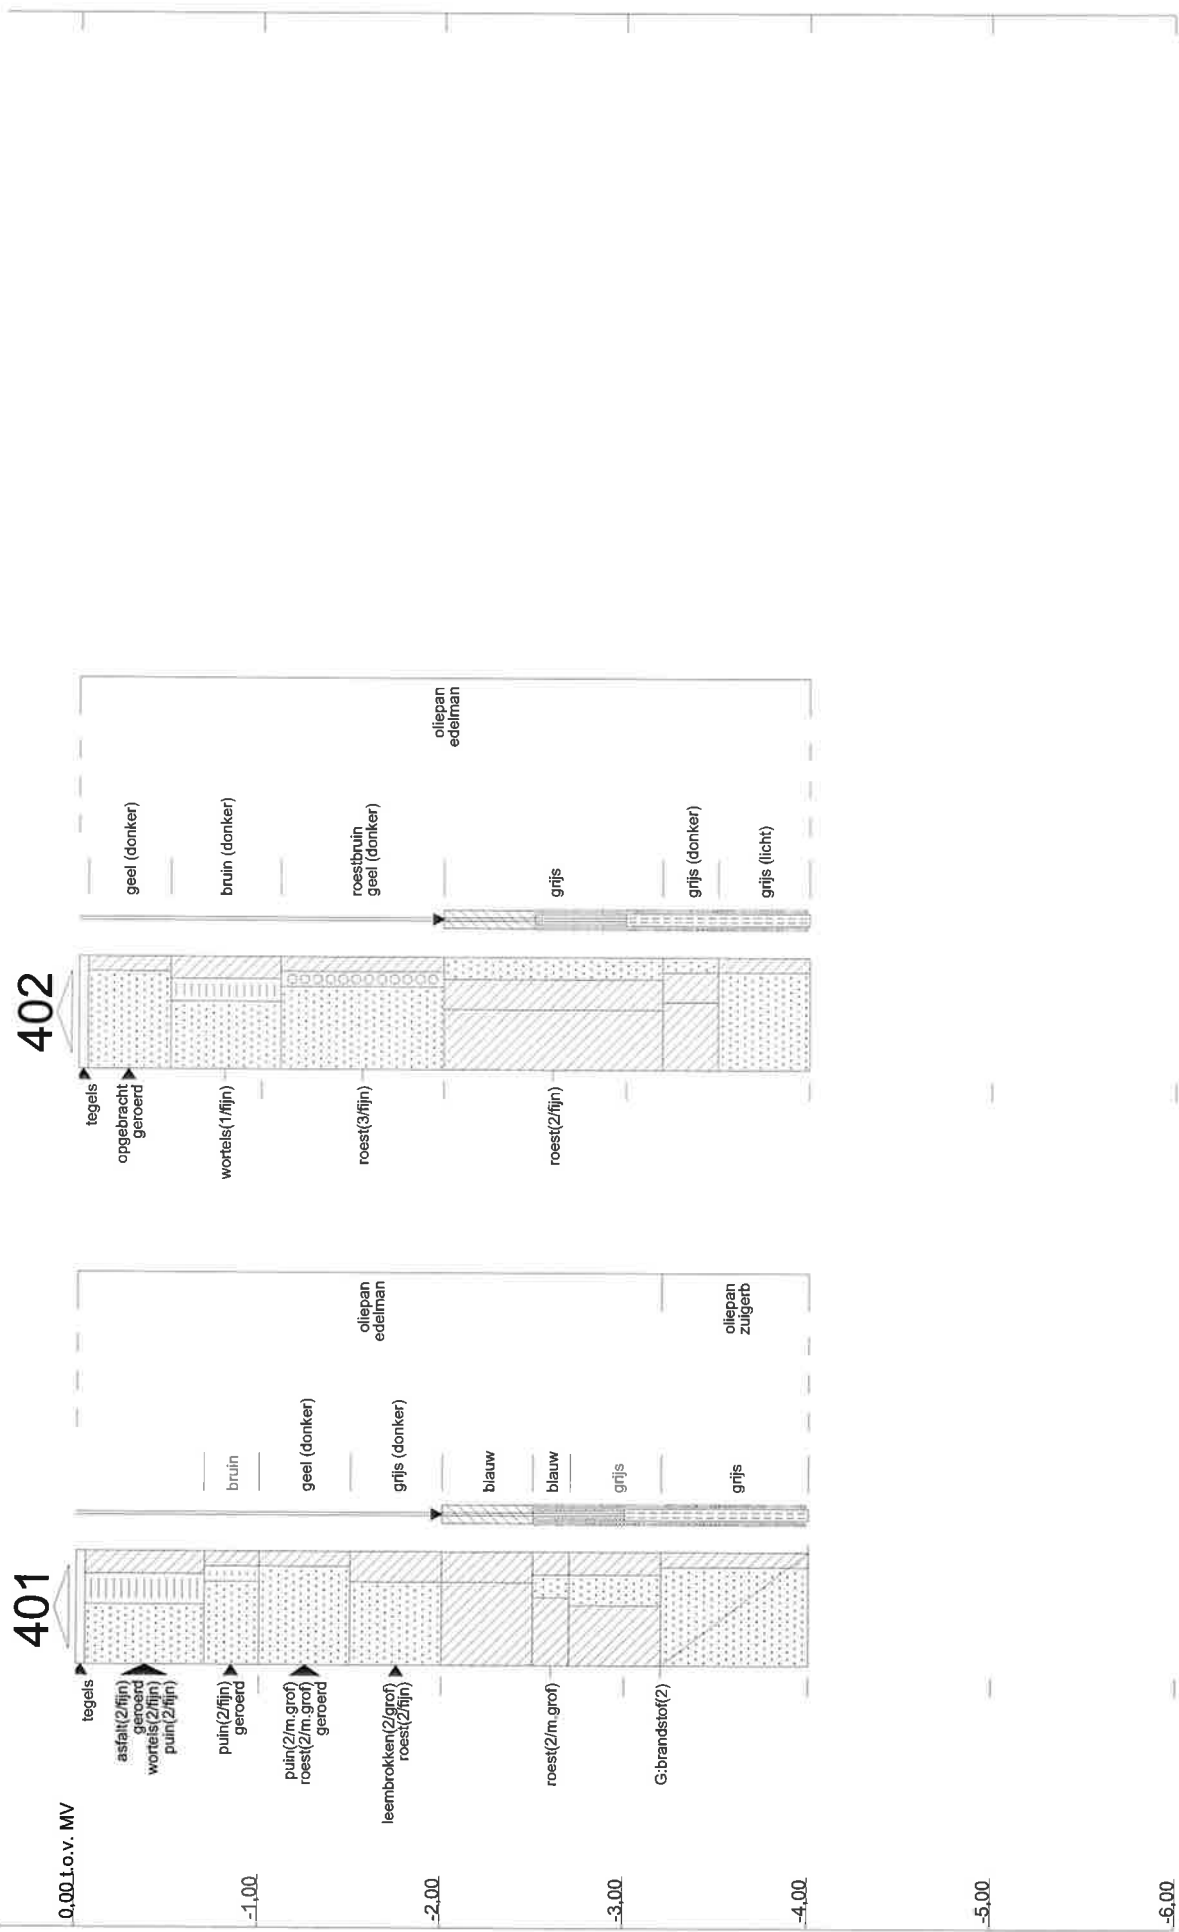 0,00 t.o.v. MV
-1,00
-2,00
-3,00
-4,00
-5,00
-6,00
401
tegels
asfalt(2/fijn)
geroerd
wortels(2/fijn)
puin(2/fijn)
puin(2/fijn)
geroerd
puin(2/m.grof)
roest(2/m.grof)
geroerd
leembrokken(2/grof)
roest(2/fijn)
roest(2/m.grof)
G:brandstof(2)
bruin
geel (donker)
grijs (donker)
blauw
blauw
grijs
grijs
oliepan
edelman
oliepan
zuigerb
402
tegels
opgebracht
geroerd
wortels(1/fijn)
roest(3/fijn)
roest(2/fijn)
geel (donker)
bruin (donker)
roestbruin
geel (donker)
grijs
grijs (donker)
grijs (licht)
oliepan
edelman